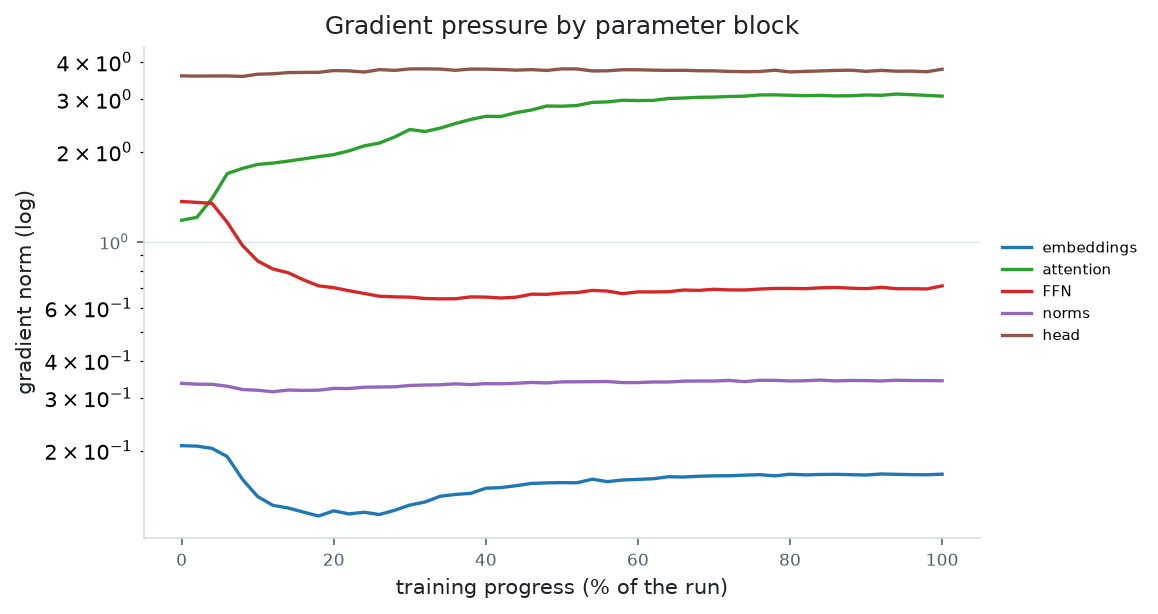 Gradient pressure by parameter block
gradient norm (log)
4 × 10⁰
3 × 10⁰
2 × 10⁰
10⁰
6 × 10⁻¹
4 × 10⁻¹
3 × 10⁻¹
2 × 10⁻¹
0 20 40 60 80 100
training progress (% of the run)
embeddings
attention
FFN
norms
head